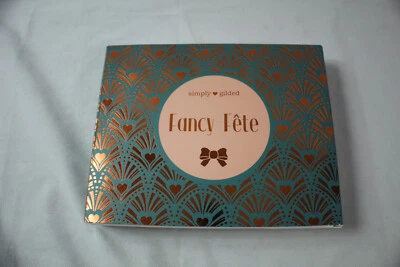 simply ♥ gilded
Fancy Fête